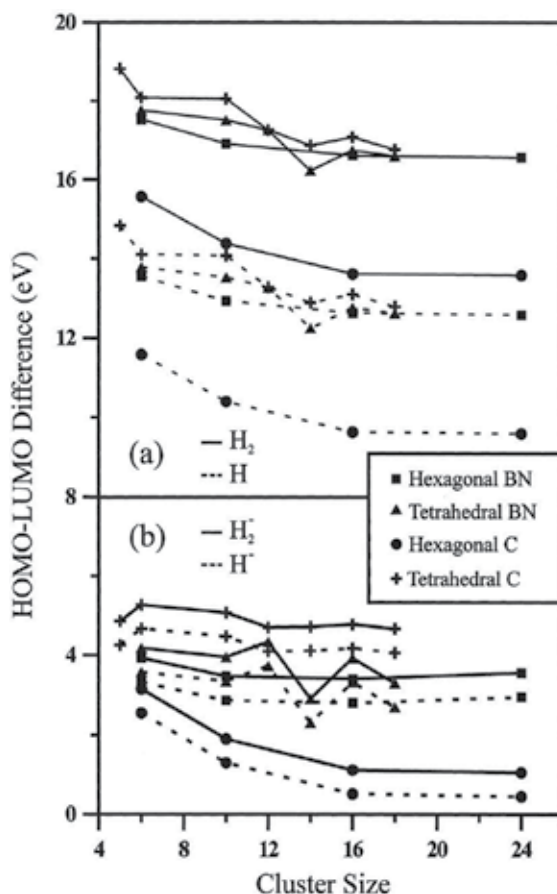 20
16
12
8
4
0
HOMO-LUMO Difference (eV)
(a)
H₂
H
(b)
H₂⁻
H⁻
Hexagonal BN
Tetrahedral BN
Hexagonal C
Tetrahedral C
4 8 12 16 20 24
Cluster Size